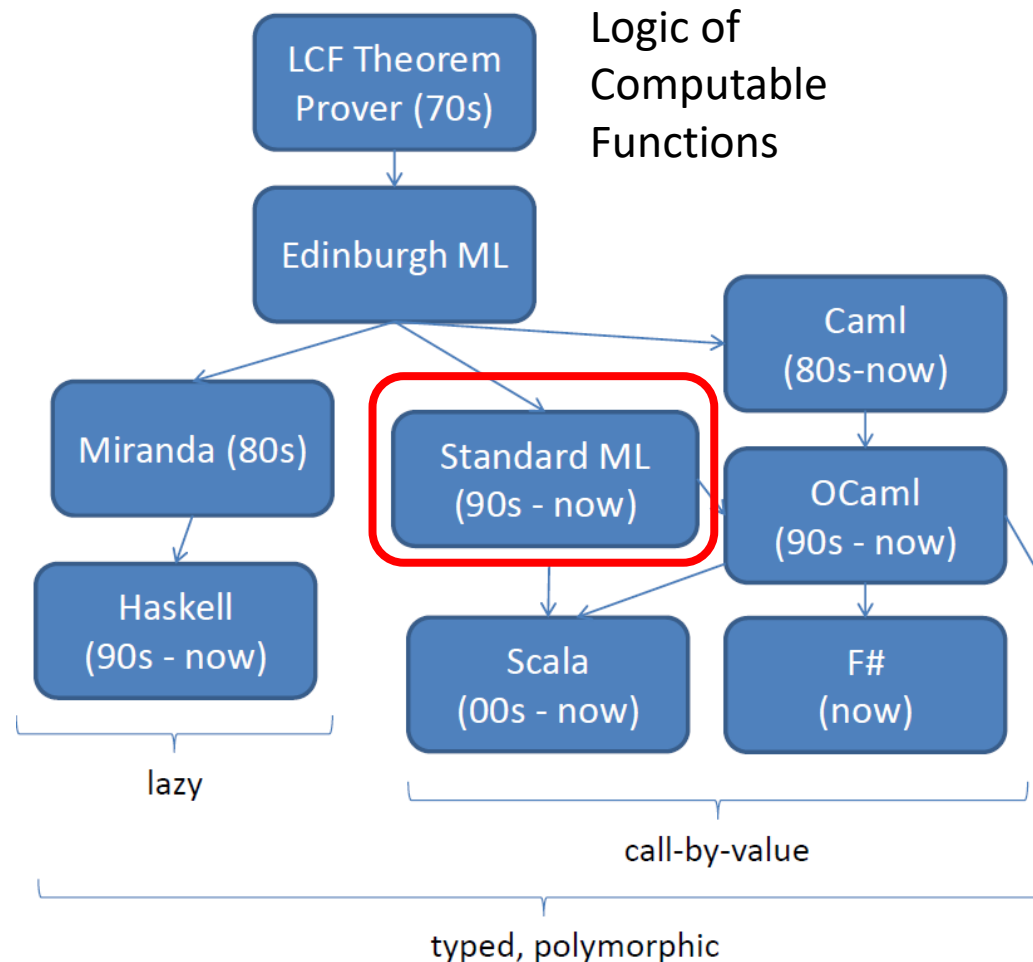 Logic of
Computable
Functions
LCF Theorem
Prover (70s)
Edinburgh ML
Caml
(80s-now)
Miranda (80s)
Standard ML
(90s - now)
OCaml
(90s - now)
Haskell
(90s - now)
Scala
(00s - now)
F#
(now)
lazy
call-by-value
typed, polymorphic